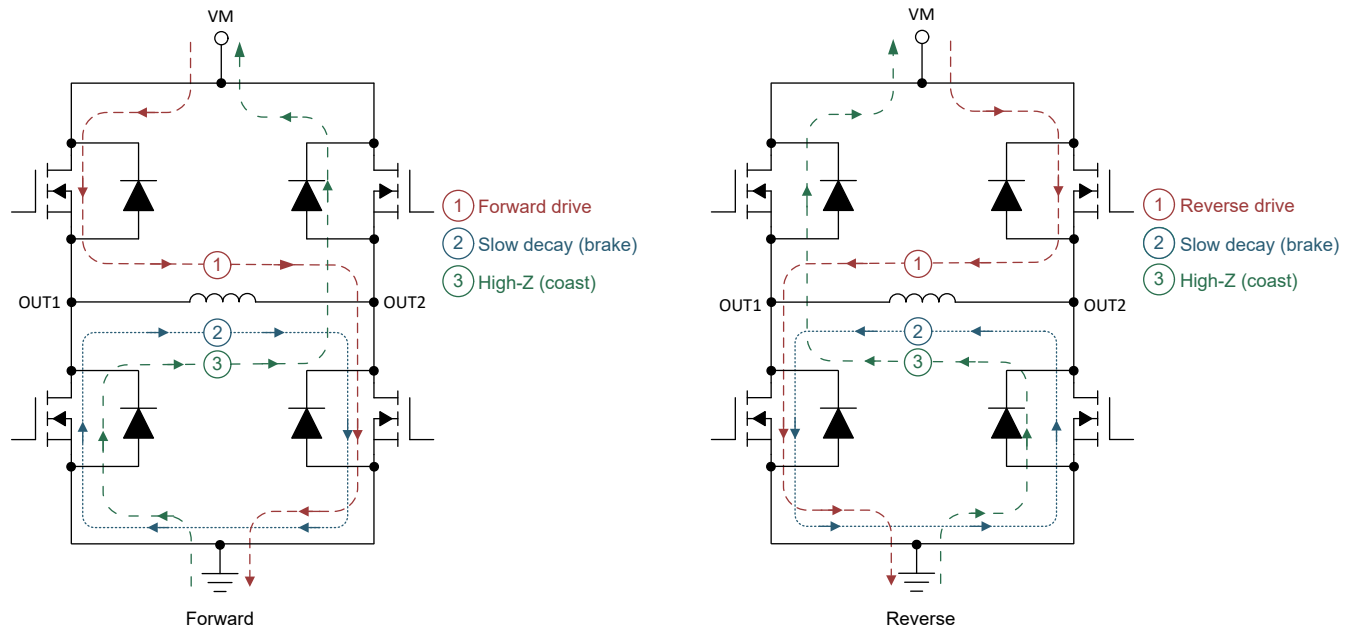 VM
1 Forward drive
2 Slow decay (brake)
3 High-Z (coast)
1
OUT1
OUT2
2
3
Forward
VM
1 Reverse drive
2 Slow decay (brake)
3 High-Z (coast)
1
OUT1
OUT2
2
3
Reverse